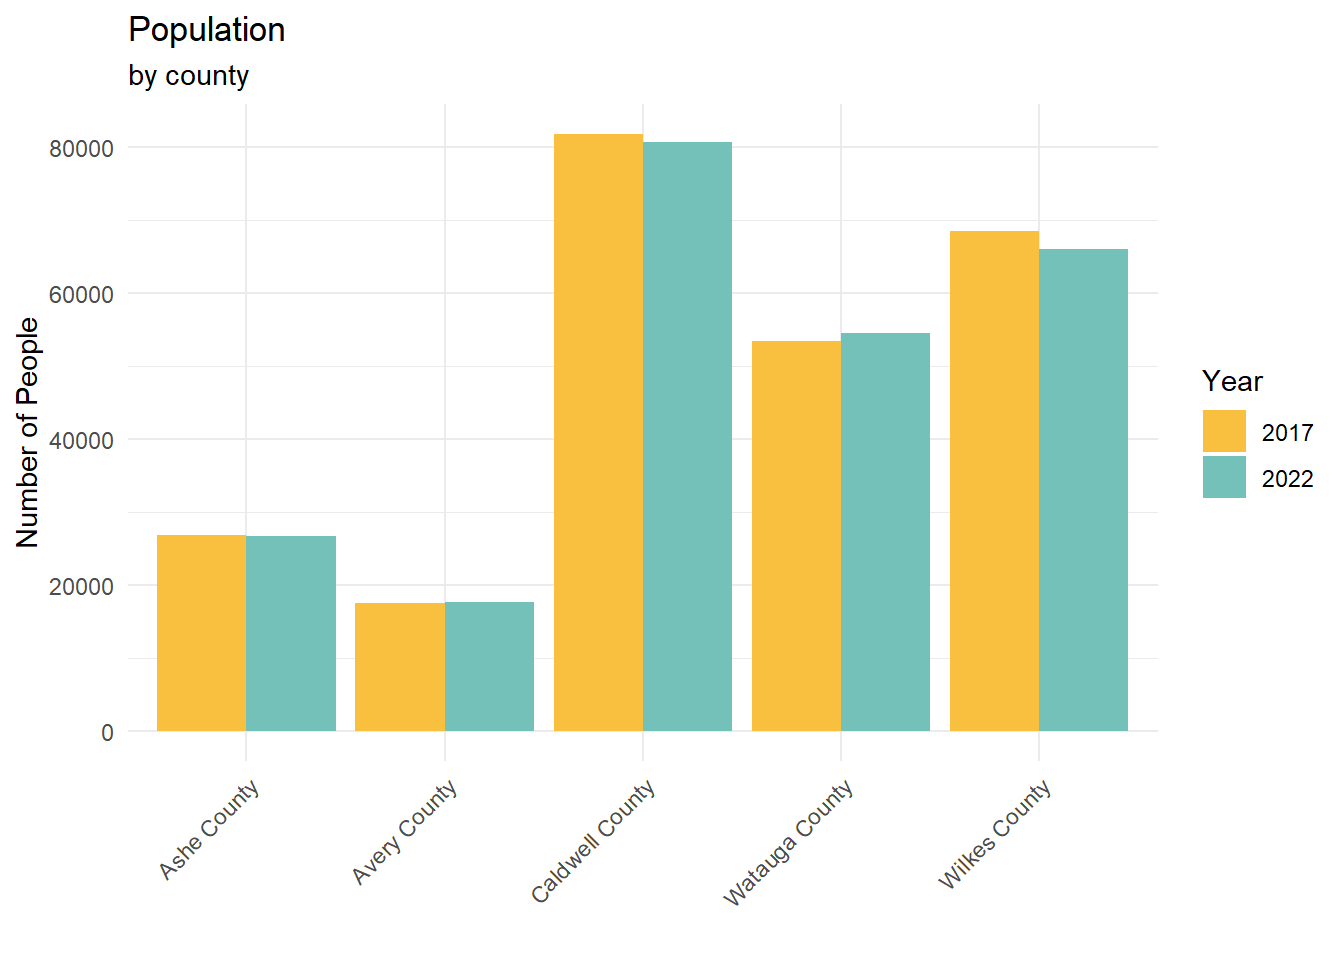 Population
by county
Number of People
80000
60000
40000
20000
0
Ashe County
Avery County
Caldwell County
Watauga County
Wilkes County
Year
2017
2022